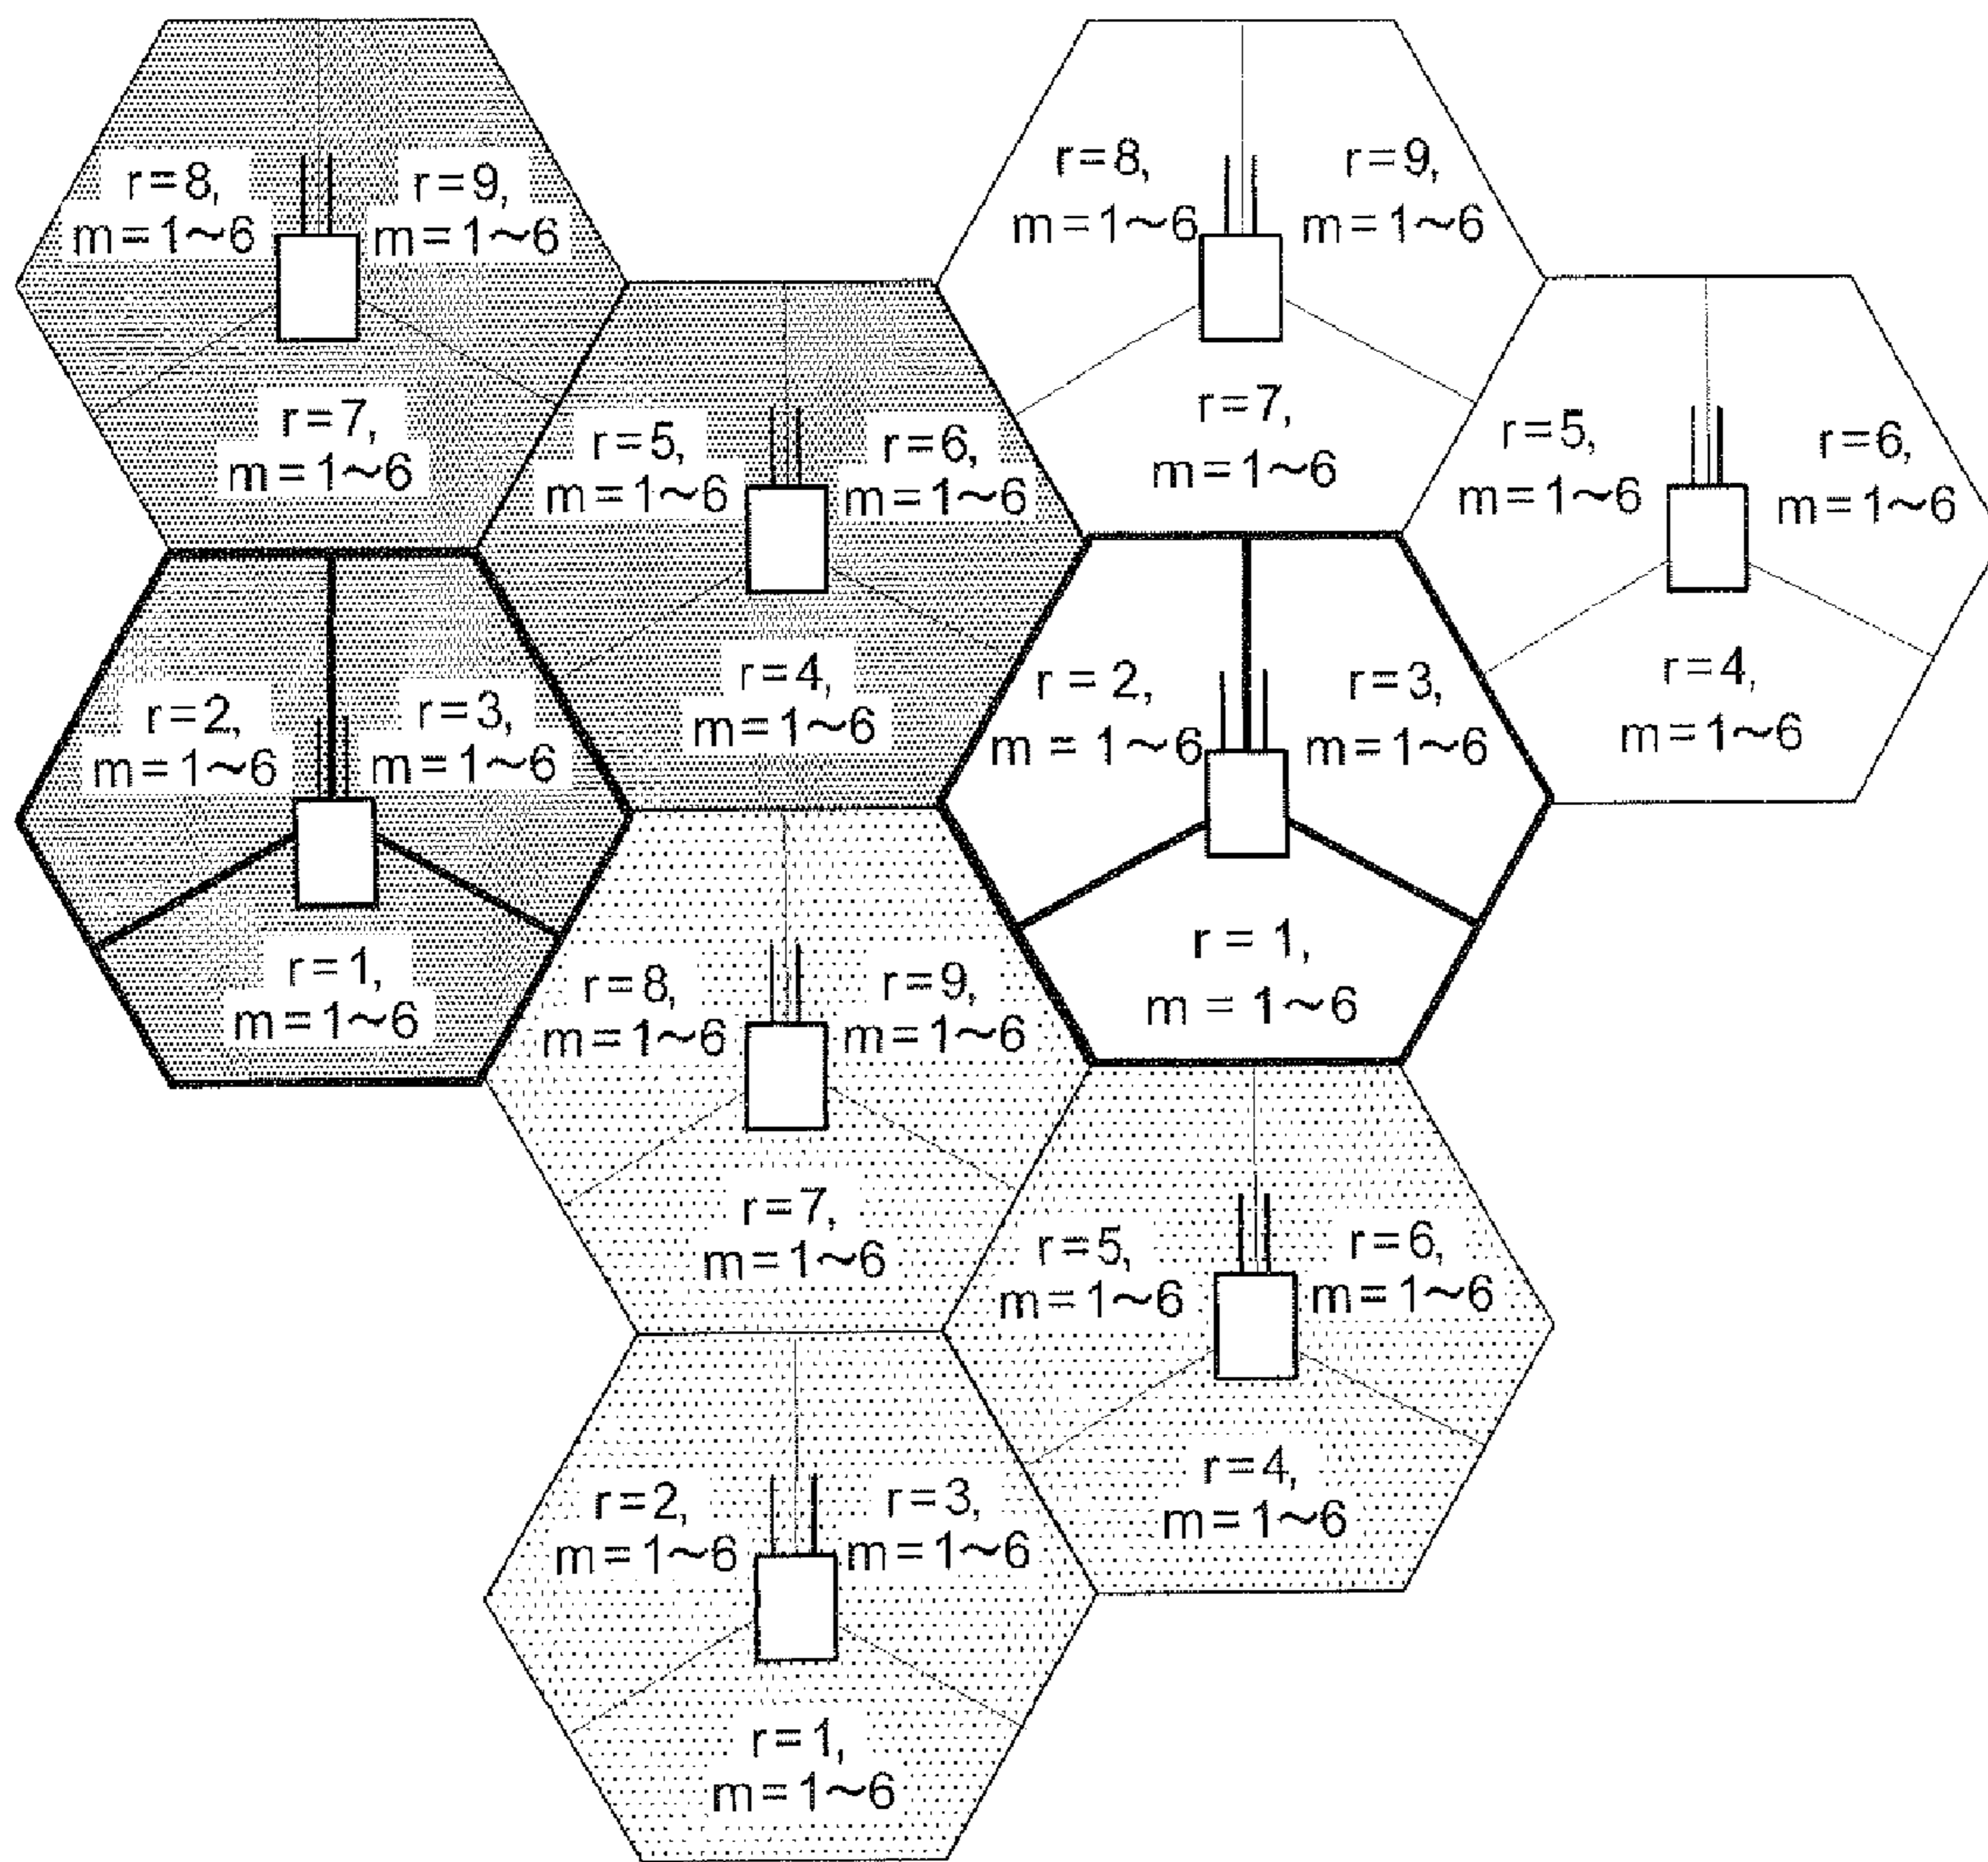 r=8,
m=1~6
r=9,
m=1~6
r=7,
m=1~6
r=8,
m=1~6
r=9,
m=1~6
r=7,
m=1~6
r=5,
m=1~6
r=6,
m=1~6
r=4,
m=1~6
r=5,
m=1~6
r=6,
m=1~6
r=4,
m=1~6
r=2,
m=1~6
r=3,
m=1~6
r=1,
m=1~6
r = 2,
m = 1~6
r=3,
m=1~6
r = 1,
m = 1~6
r=8,
m=1~6
r=9,
m=1~6
r=7,
m=1~6
r=5,
m=1~6
r=6,
m=1~6
r=4,
m=1~6
r=2,
m=1~6
r=3,
m=1~6
r=1,
m=1~6